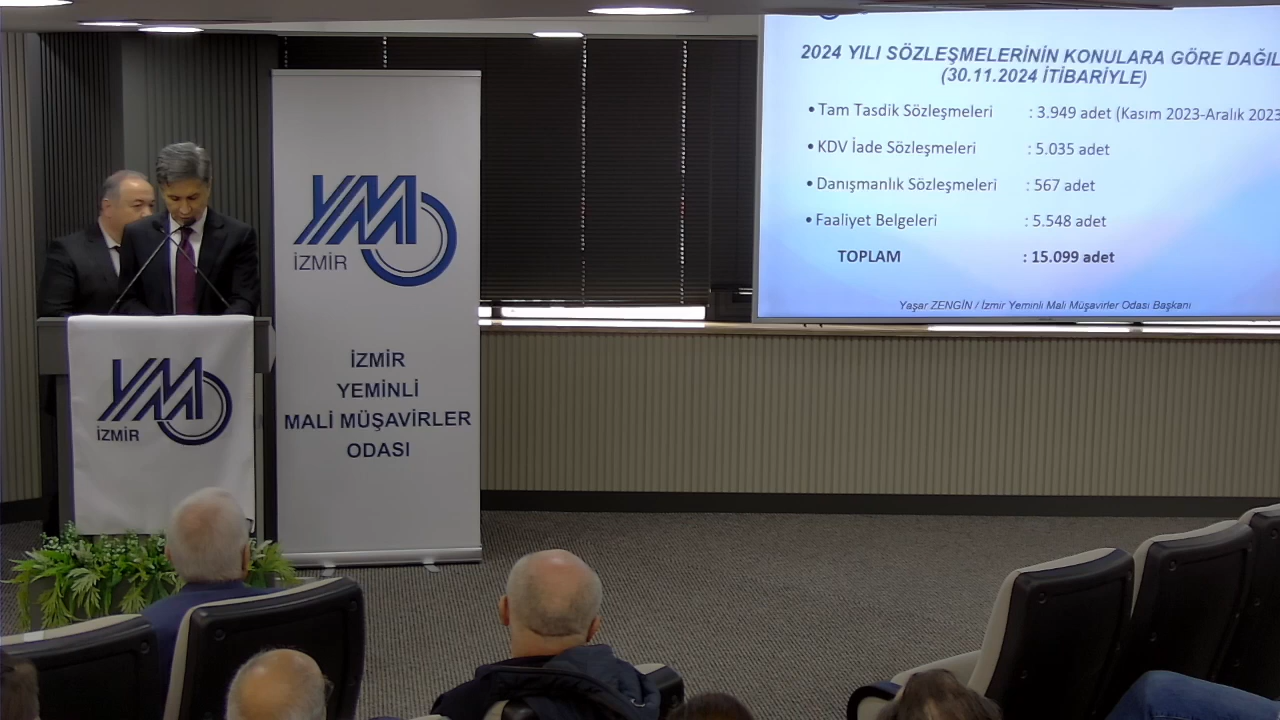 2024 YILI SÖZLEŞMELERİNİN KONULARA GÖRE DAĞIL
(30.11.2024 İTİBARİYLE)
• Tam Tasdik Sözleşmeleri : 3.949 adet (Kasım 2023-Aralık 2023
• KDV İade Sözleşmeleri : 5.035 adet
• Danışmanlık Sözleşmeleri : 567 adet
• Faaliyet Belgeleri : 5.548 adet
TOPLAM : 15.099 adet
Yaşar ZENGİN / İzmir Yeminli Mali Müşavirler Odası Başkanı
YMMO
İZMİR
İZMİR
YEMİNLİ
MALİ MÜŞAVİRLER
ODASI
YMMO
İZMİR